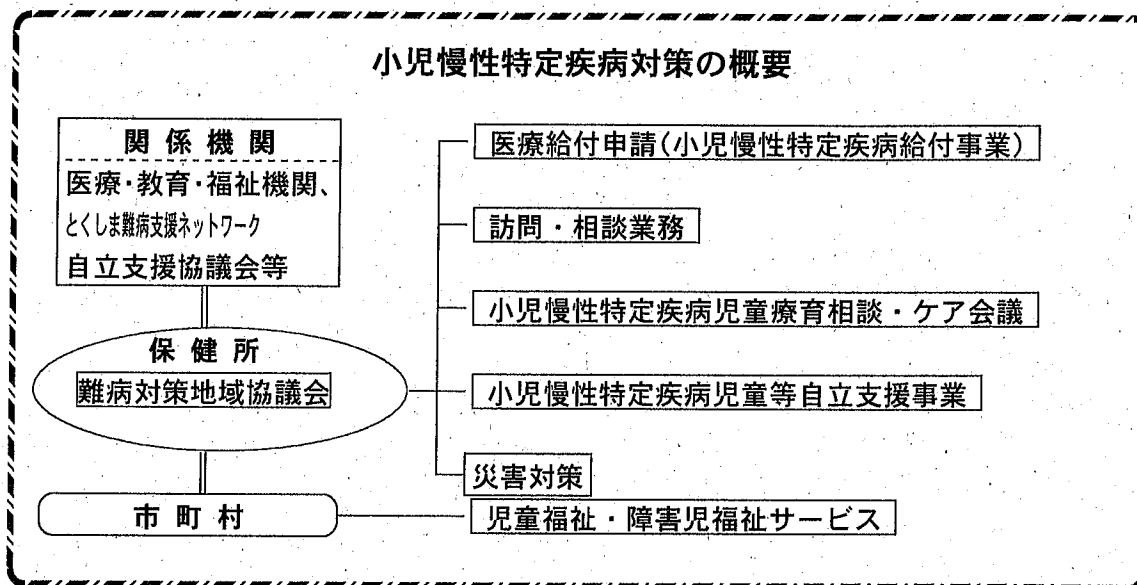 小児慢性特定疾病対策の概要
関係機関
医療・教育・福祉機関、
とくしま難病支援ネットワーク
自立支援協議会等
保健所
難病対策地域協議会
市町村
医療給付申請(小児慢性特定疾病給付事業)
訪問・相談業務
小児慢性特定疾病児童療育相談・ケア会議
小児慢性特定疾病児童等自立支援事業
災害対策
児童福祉・障害児福祉サービス